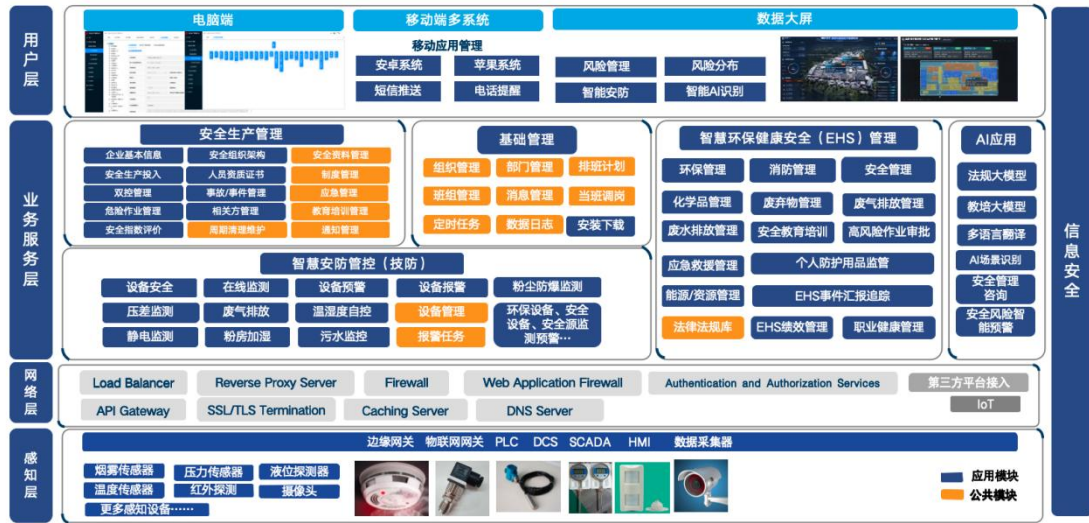 用户层
电脑端
移动端多系统
数据大屏
移动应用管理
安卓系统
苹果系统
风险管理
风险分布
短信推送
电话提醒
智能安防
智能AI识别
业务服务层
安全生产管理
企业基本信息
安全组织架构
安全资料管理
安全生产投入
人员资质证书
制度管理
双控管理
事故/事件管理
应急管理
危险作业管理
相关方管理
教育培训管理
安全指数评价
周期清理维护
通知管理
基础管理
组织管理
部门管理
排班计划
班组管理
消息管理
当班调岗
定时任务
数据日志
安装下载
智慧环保健康安全（EHS）管理
环保管理
消防管理
安全管理
化学品管理
废弃物管理
废气排放管理
废水排放管理
安全教育培训
高风险作业审批
应急救援管理
个人防护用品监管
能源/资源管理
EHS事件汇报追踪
法律法规库
EHS绩效管理
职业健康管理
AI应用
法规大模型
教培大模型
多语言翻译
AI场景识别
安全管理
咨询
安全风险智
能预警
智慧安防管控（技防）
设备安全
在线监测
设备预警
设备报警
粉尘防爆监测
压差监测
废气排放
温湿度自控
设备管理
环保设备、安全
设备、安全源监
测预警…
静电监测
粉房加湿
污水监控
报警任务
网络层
Load Balancer
Reverse Proxy Server
Firewall
Web Application Firewall
Authentication and Authorization Services
第三方平台接入
API Gateway
SSL/TLS Termination
Caching Server
DNS Server
IoT
感知层
边缘网关 物联网网关 PLC DCS SCADA HMI 数据采集器
烟雾传感器
压力传感器
液位探测器
温度传感器
红外探测
摄像头
更多感知设备……
应用模块
公共模块
信息安全